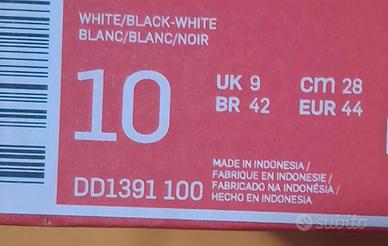 WHITE/BLACK-WHITE
BLANC/BLANC/NOIR
10
UK 9 cm 28
BR 42 EUR 44
MADE IN INDONESIA/
FABRIQUE EN INDONESIE/
FABRICADO NA INDONÉSIA/
HECHO EN INDONESIA
DD1391 100
subito